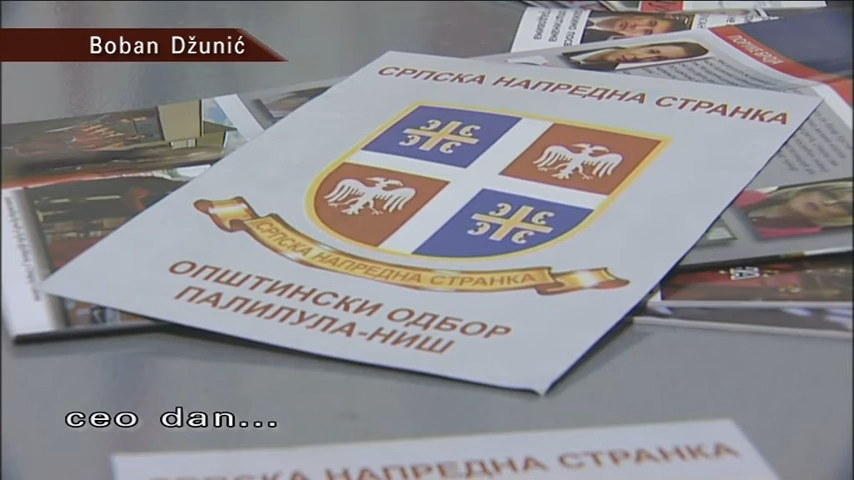 Boban Džunić
СРПСКА НАПРЕДНА СТРАНКА
СРПСКА НАПРЕДНА СТРАНКА
ОПШТИНСКИ ОДБОР
ПАЛИЛУЛА-НИШ
ceo dan...
СРПСКА НАПРЕДНА СТРАНКА